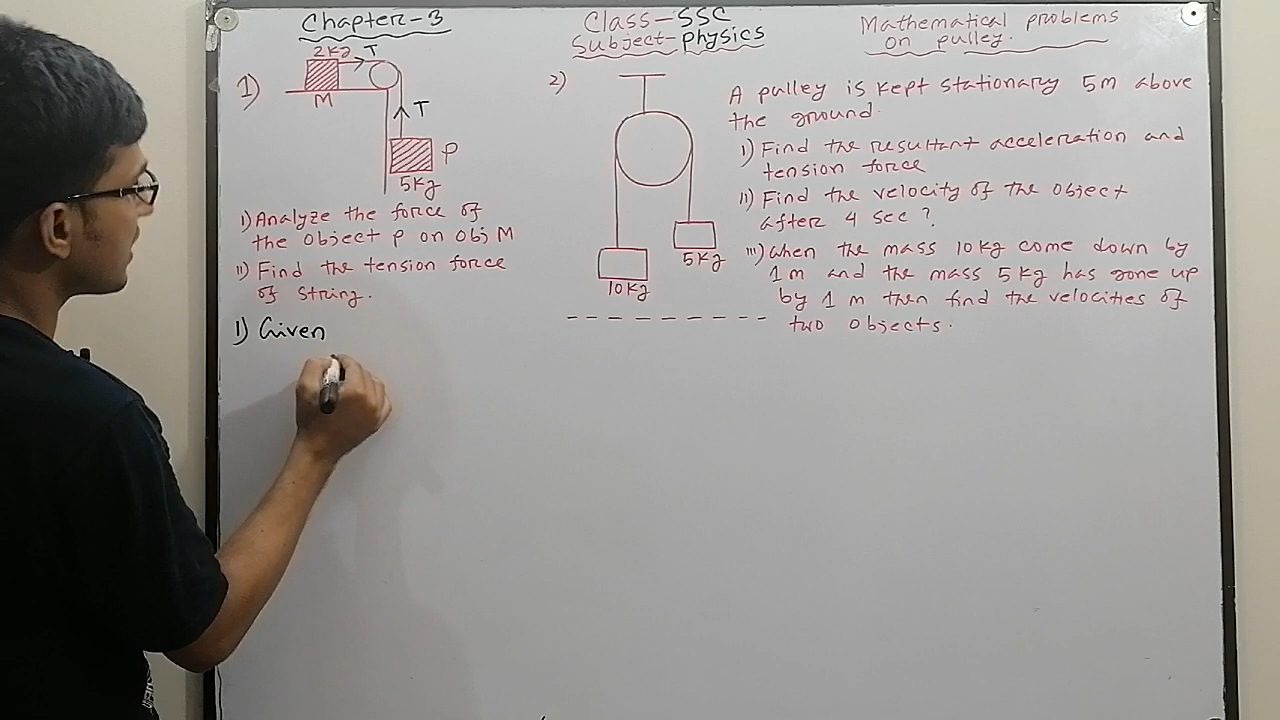 Chapter-3
Class-SSC
Subject-Physics
Mathematical problems
on pulley.
1)
2kg
T
M
T
P
5kg
I) Analyze the force of
the object P on obj M
II) Find the tension force
of string.
I) Given
2)
10kg
5kg
A pulley is kept stationary 5m above
the ground.
I) Find the resultant acceleration and
tension force
II) Find the velocity of the object
after 4 sec?
III) When the mass 10kg come down by
1m and the mass 5kg has gone up
by 1m then find the velocities of
two objects.